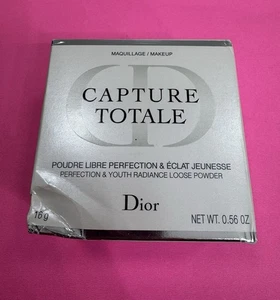 MAQUILLAGE / MAKEUP
CD
CAPTURE
TOTALE
POUDRE LIBRE PERFECTION & ÉCLAT JEUNESSE
PERFECTION & YOUTH RADIANCE LOOSE POWDER
Dior
16g NET WT. 0.56 OZ